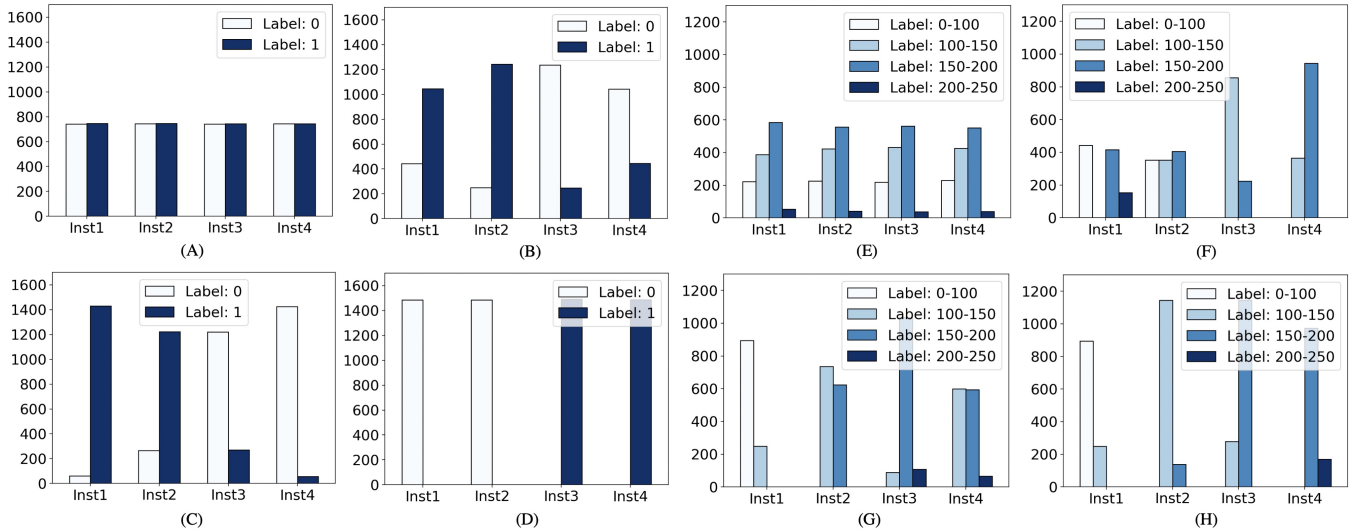 1600
1400
1200
1000
800
600
400
200
0
Label: 0
Label: 1
Inst1 Inst2 Inst3 Inst4
(A)
1600
1400
1200
1000
800
600
400
200
0
Label: 0
Label: 1
Inst1 Inst2 Inst3 Inst4
(B)
1200
1000
800
600
400
200
0
Label: 0-100
Label: 100-150
Label: 150-200
Label: 200-250
Inst1 Inst2 Inst3 Inst4
(E)
1200
1000
800
600
400
200
0
Label: 0-100
Label: 100-150
Label: 150-200
Label: 200-250
Inst1 Inst2 Inst3 Inst4
(F)
1600
1400
1200
1000
800
600
400
200
0
Label: 0
Label: 1
Inst1 Inst2 Inst3 Inst4
(C)
1600
1400
1200
1000
800
600
400
200
0
Label: 0
Label: 1
Inst1 Inst2 Inst3 Inst4
(D)
1200
1000
800
600
400
200
0
Label: 0-100
Label: 100-150
Label: 150-200
Label: 200-250
Inst1 Inst2 Inst3 Inst4
(G)
1200
1000
800
600
400
200
0
Label: 0-100
Label: 100-150
Label: 150-200
Label: 200-250
Inst1 Inst2 Inst3 Inst4
(H)